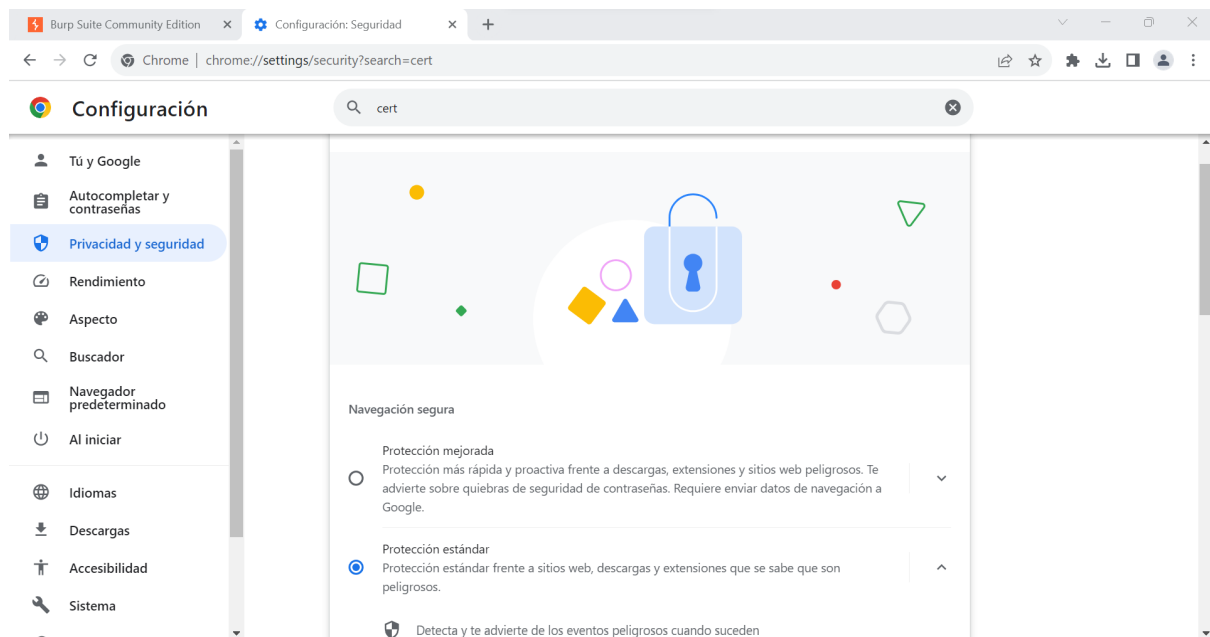 Burp Suite Community Edition
Configuración: Seguridad
Chrome | chrome://settings/security?search=cert
Configuración
cert
Tú y Google
Autocompletar y
contraseñas
Privacidad y seguridad
Rendimiento
Aspecto
Buscador
Navegador
predeterminado
Al iniciar
Idiomas
Descargas
Accesibilidad
Sistema
Navegación segura
Protección mejorada
Protección más rápida y proactiva frente a descargas, extensiones y sitios web peligrosos. Te
advierte sobre quiebras de seguridad de contraseñas. Requiere enviar datos de navegación a
Google.
Protección estándar
Protección estándar frente a sitios web, descargas y extensiones que se sabe que son
peligrosos.
Detecta y te advierte de los eventos peligrosos cuando suceden